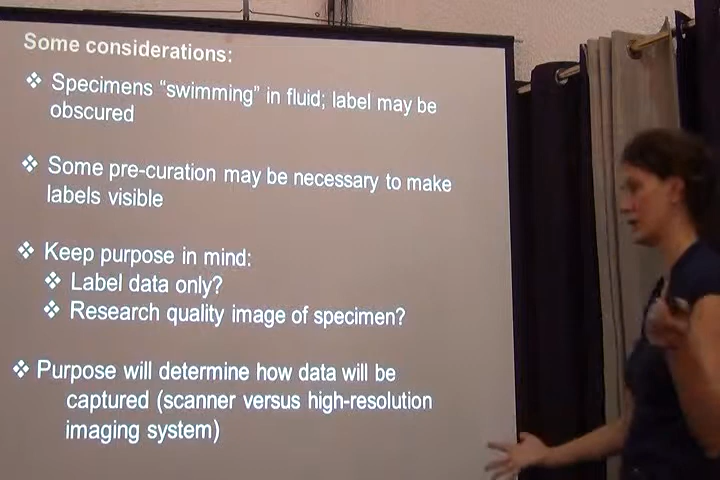 Some considerations:
❖ Specimens “swimming” in fluid; label may be
obscured
❖ Some pre-curation may be necessary to make
labels visible
❖ Keep purpose in mind:
❖ Label data only?
❖ Research quality image of specimen?
❖ Purpose will determine how data will be
captured (scanner versus high-resolution
imaging system)